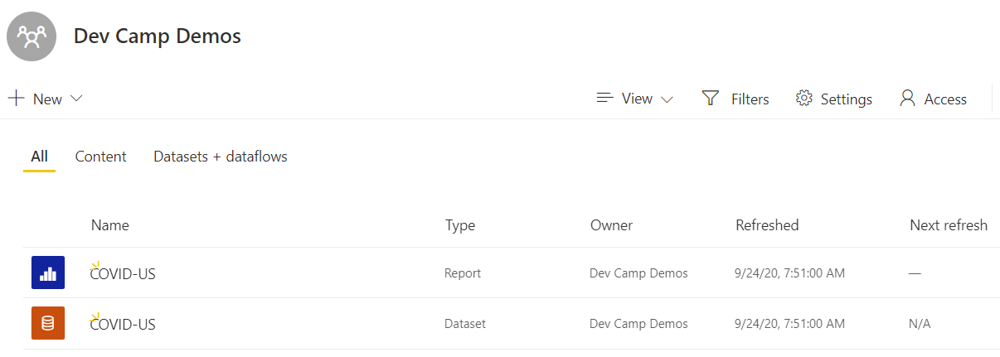 Dev Camp Demos
New View Filters Settings Access
All Content Datasets + dataflows
Name Type Owner Refreshed Next refresh
COVID-US Report Dev Camp Demos 9/24/20, 7:51:00 AM —
COVID-US Dataset Dev Camp Demos 9/24/20, 7:51:00 AM N/A